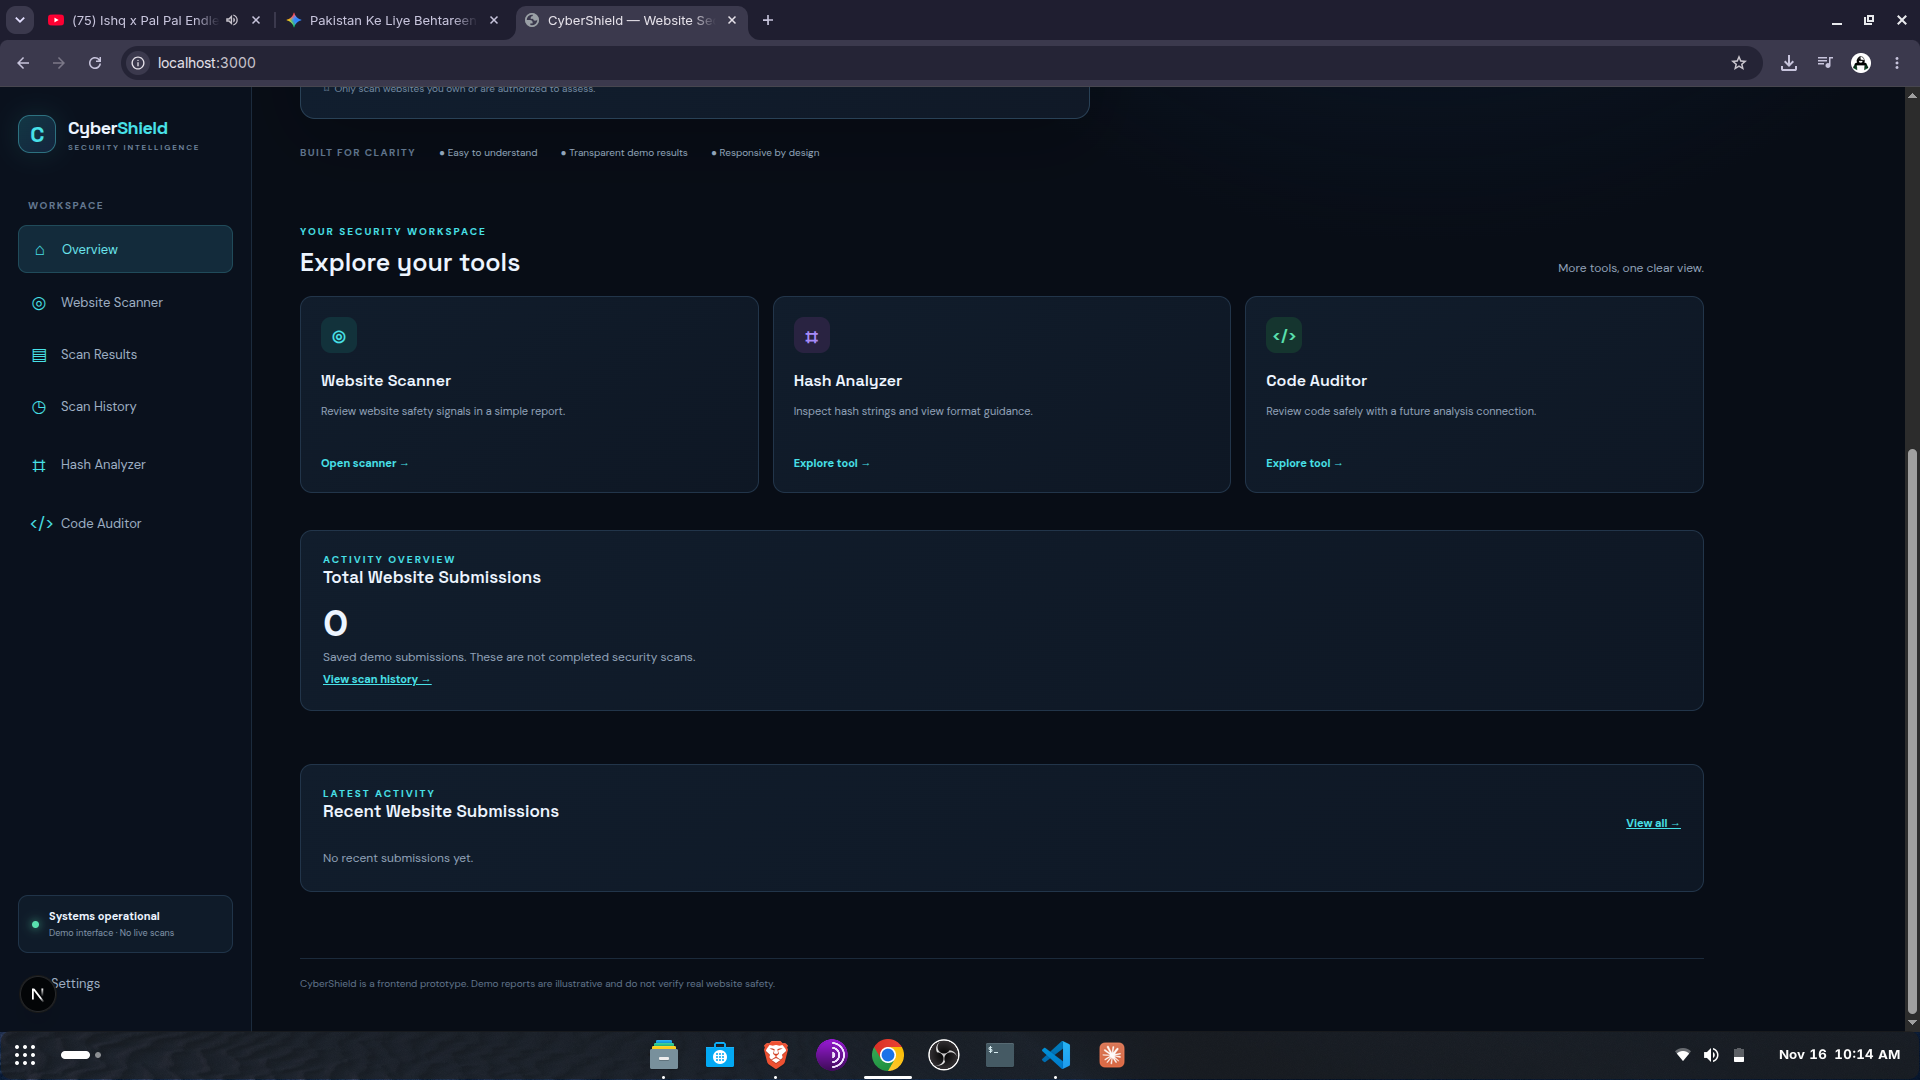 (75) Ishq x Pal Pal Endle
Pakistan Ke Liye Behtareen
CyberShield — Website Se
localhost:3000
C
CyberShield
SECURITY INTELLIGENCE
WORKSPACE
Overview
Website Scanner
Scan Results
Scan History
Hash Analyzer
</> Code Auditor
Systems operational
Demo interface · No live scans
Settings
N
Only scan websites you own or are authorized to assess.
BUILT FOR CLARITY ● Easy to understand ● Transparent demo results ● Responsive by design
YOUR SECURITY WORKSPACE
Explore your tools
More tools, one clear view.
Website Scanner
Review website safety signals in a simple report.
Open scanner →
Hash Analyzer
Inspect hash strings and view format guidance.
Explore tool →
</>
Code Auditor
Review code safely with a future analysis connection.
Explore tool →
ACTIVITY OVERVIEW
Total Website Submissions
0
Saved demo submissions. These are not completed security scans.
View scan history →
LATEST ACTIVITY
Recent Website Submissions
View all →
No recent submissions yet.
CyberShield is a frontend prototype. Demo reports are illustrative and do not verify real website safety.
$_
Nov 16 10:14 AM